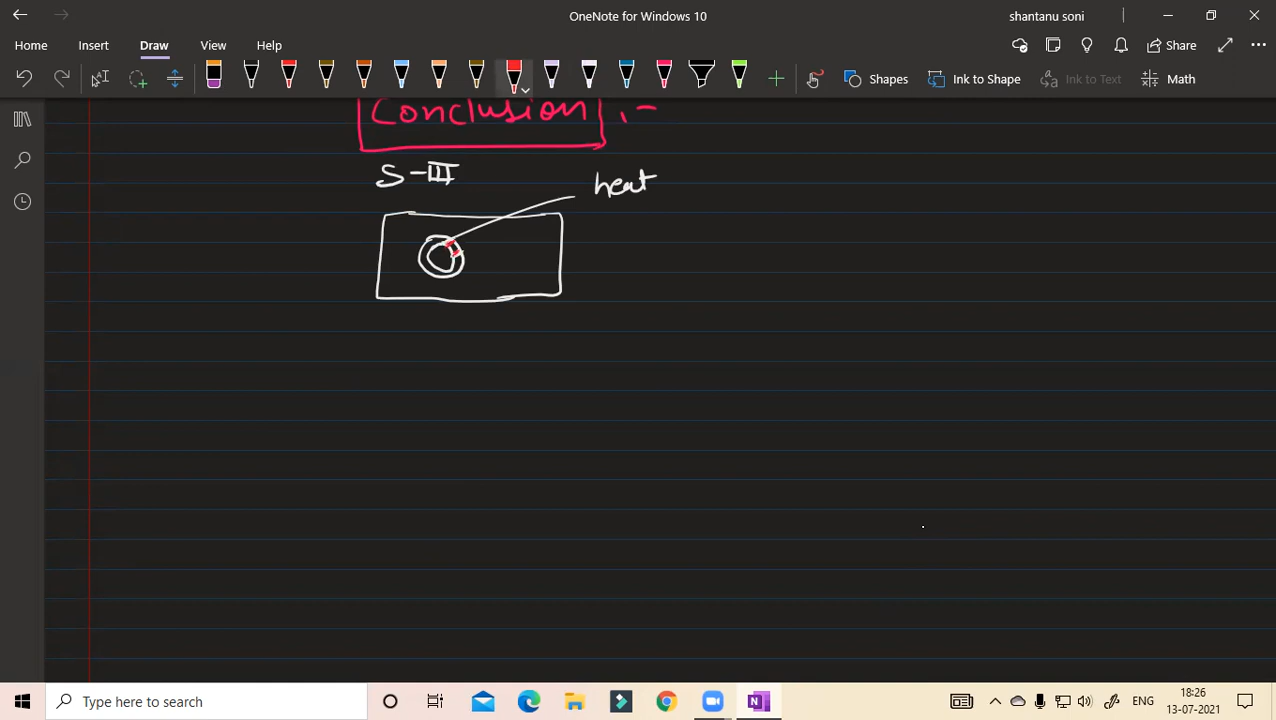 OneNote for Windows 10
shantanu soni
Home Insert Draw View Help
Share
Shapes
Ink to Shape
Ink to Text
Math
Conclusion :-
S-III
heat
Type here to search
N
ENG
18:26
13-07-2021